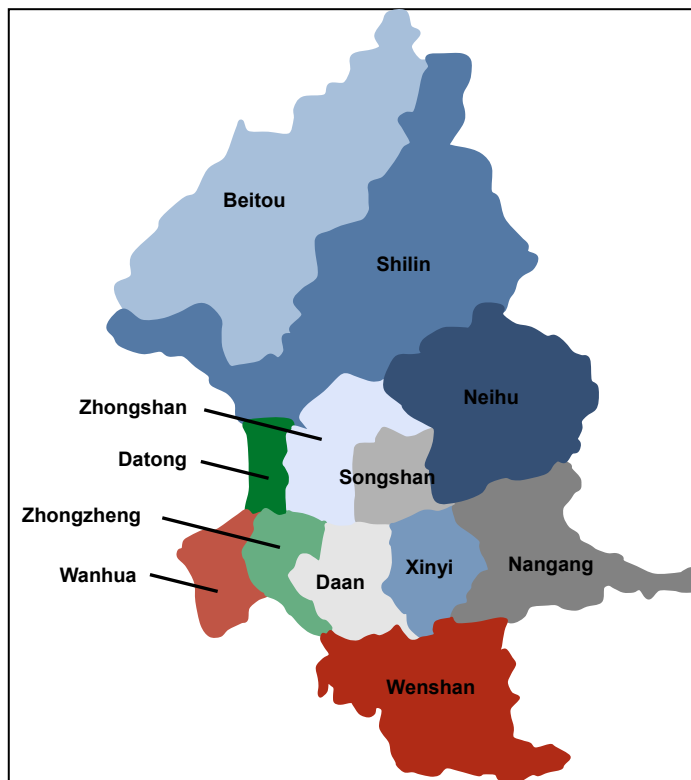 Beitou
Shilin
Neihu
Zhongshan
Datong
Songshan
Zhongzheng
Wanhua
Daan
Xinyi
Nangang
Wenshan